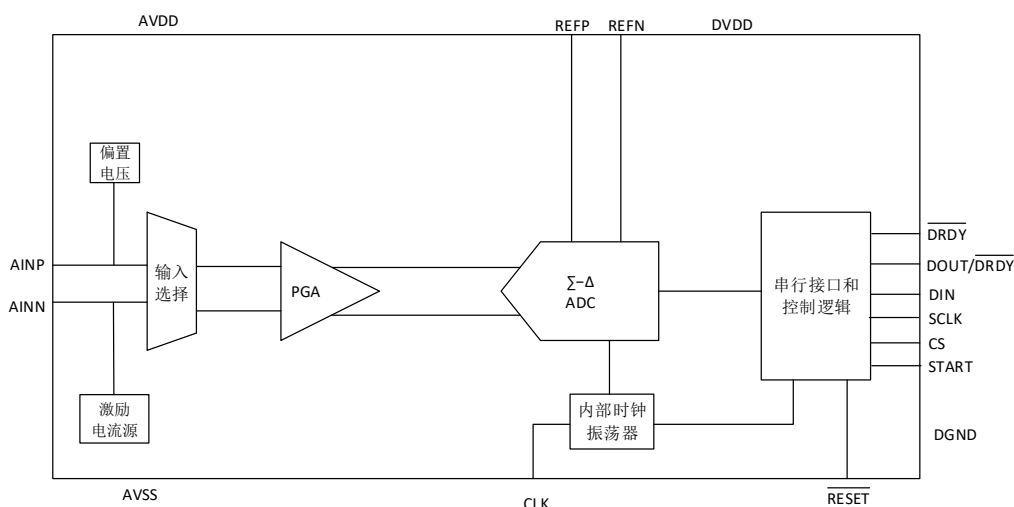 AVDD
REFP
REFN
DVDD
偏置
电压
AINP
AINN
输入
选择
PGA
∑-Δ
ADC
串行接口和
控制逻辑
DRDY
DOUT/DRDY
DIN
SCLK
CS
START
激励
电流源
内部时钟
振荡器
DGND
AVSS
CLK
RESET